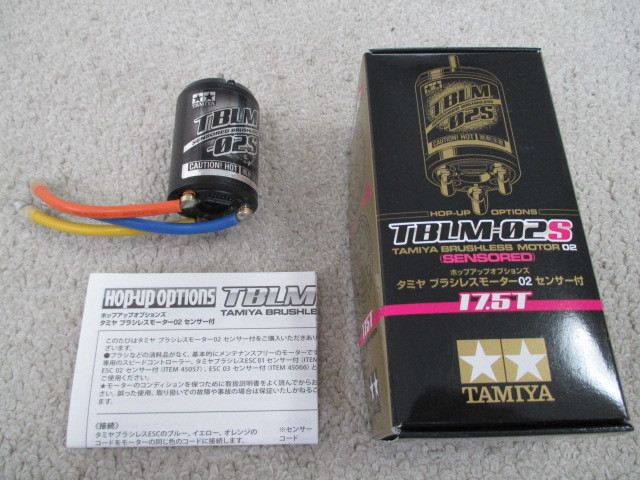 TAMIYA
TBLM
SENSORED BRUSHLESS
-02S
CAUTION! HOT!
TBLM
-02S
CAUTION! HOT!
HOP-UP OPTIONS
TBLM-02S
TAMIYA BRUSHLESS MOTOR 02
(SENSORED)
ホップアップオプションズ
タミヤ ブラシレスモーター02 センサー付
17.5T
TAMIYA
HOP-UP OPTIONS TBLM
ホップアップオプションズ
タミヤ ブラシレスモーター02 センサー付
TAMIYA BRUSHLE
このたびはタミヤ ブラシレスモーター02 センサー付をご購入いただきあり
ざいます。
●ブラシなどの消耗品がなく、基本的にメンテナンスフリーのモーターです
専用のスピードコントローラー、タミヤブラシレスESC 01 センサー付
ESC 02 センサー付 (ITEM 45057)、ESC 03 センサー付 (ITEM 45066) と
ご使用ください。
★モーターのコンディションを保つために取扱説明書をよく読んでからお
さい。誤った使用、取り扱いでの故障や事故の場合は保証いたしかねるこ
ます。
《接続》
タミヤブラシレスESCのブルー、イエロー、オレンジの
コードをモーターの同じ色のコードに接続します。
※センサー
コード